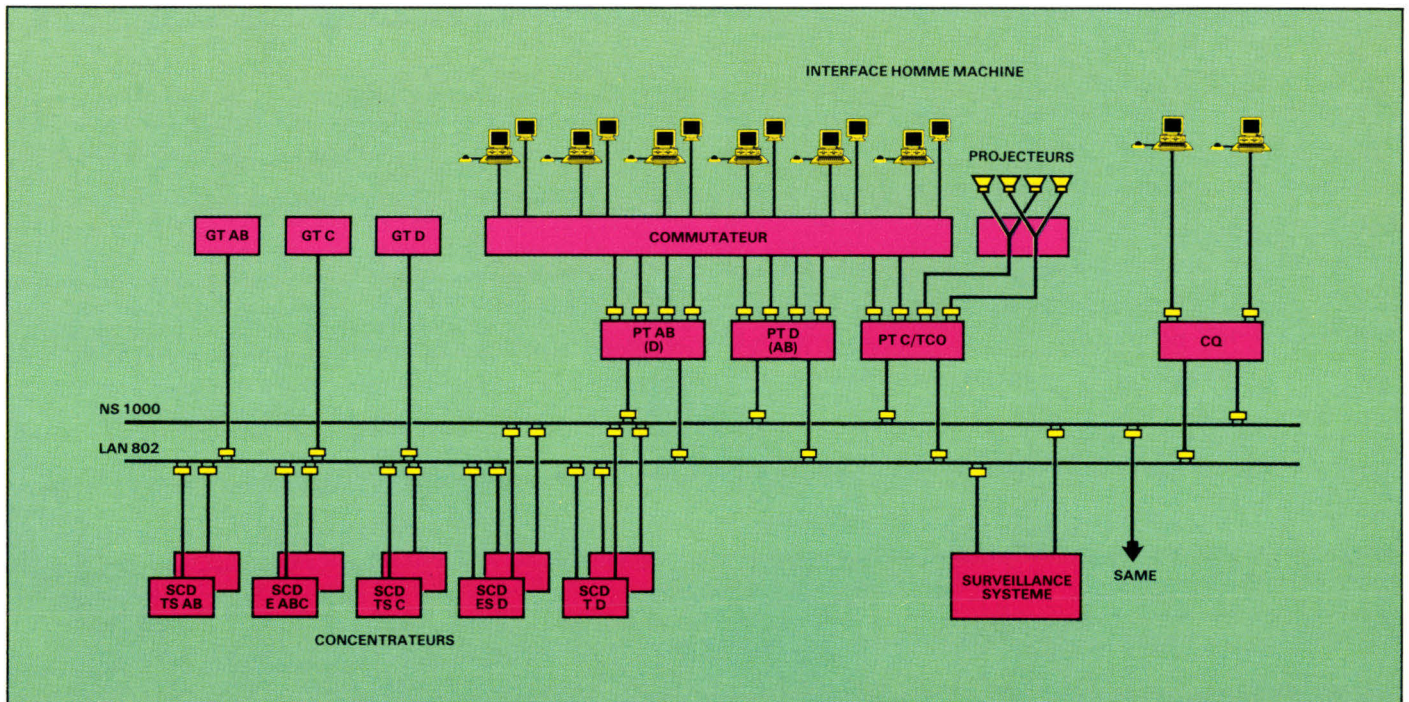 INTERFACE HOMME MACHINE
PROJECTEURS
GT AB
GT C
GT D
COMMUTATEUR
PT AB
(D)
PT D
(AB)
PT C/TCO
CQ
NS 1000
LAN 802
SCD
TS AB
SCD
E ABC
SCD
TS C
SCD
ES D
SCD
T D
SURVEILLANCE
SYSTEME
SAME
CONCENTRATEURS